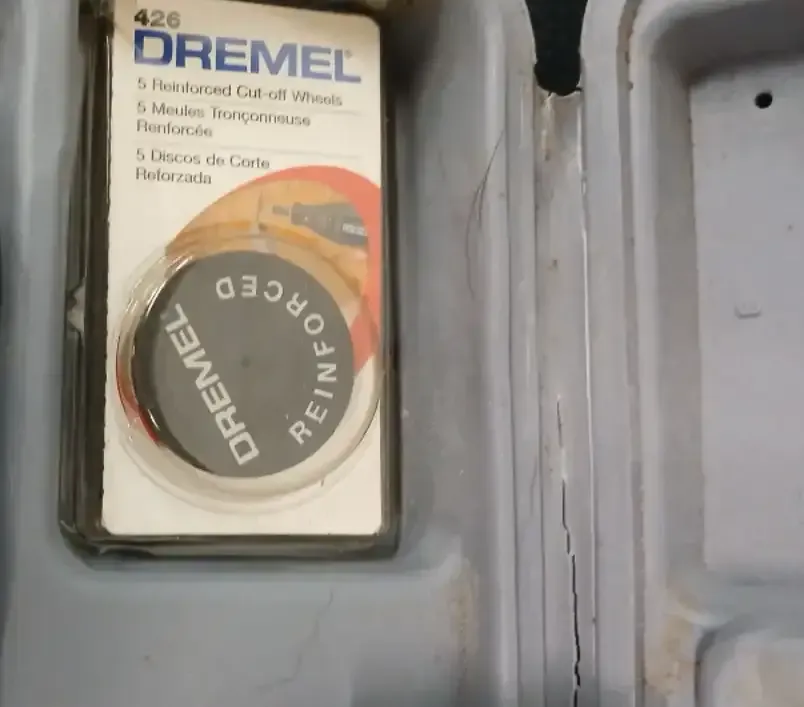 426
DREMEL®
5 Reinforced Cut-off Wheels
5 Meules Tronçonneuse
Renforcée
5 Discos de Corte
Reforzada
DREMEL
REINFORCED